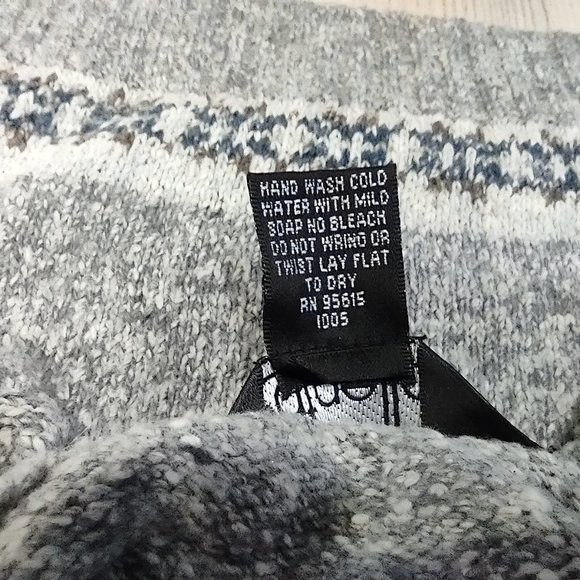 HAND WASH COLD
WATER WITH MILD
SOAP NO BLEACH
DO NOT WRING OR
TWIST LAY FLAT
TO DRY
RN 95615
1005